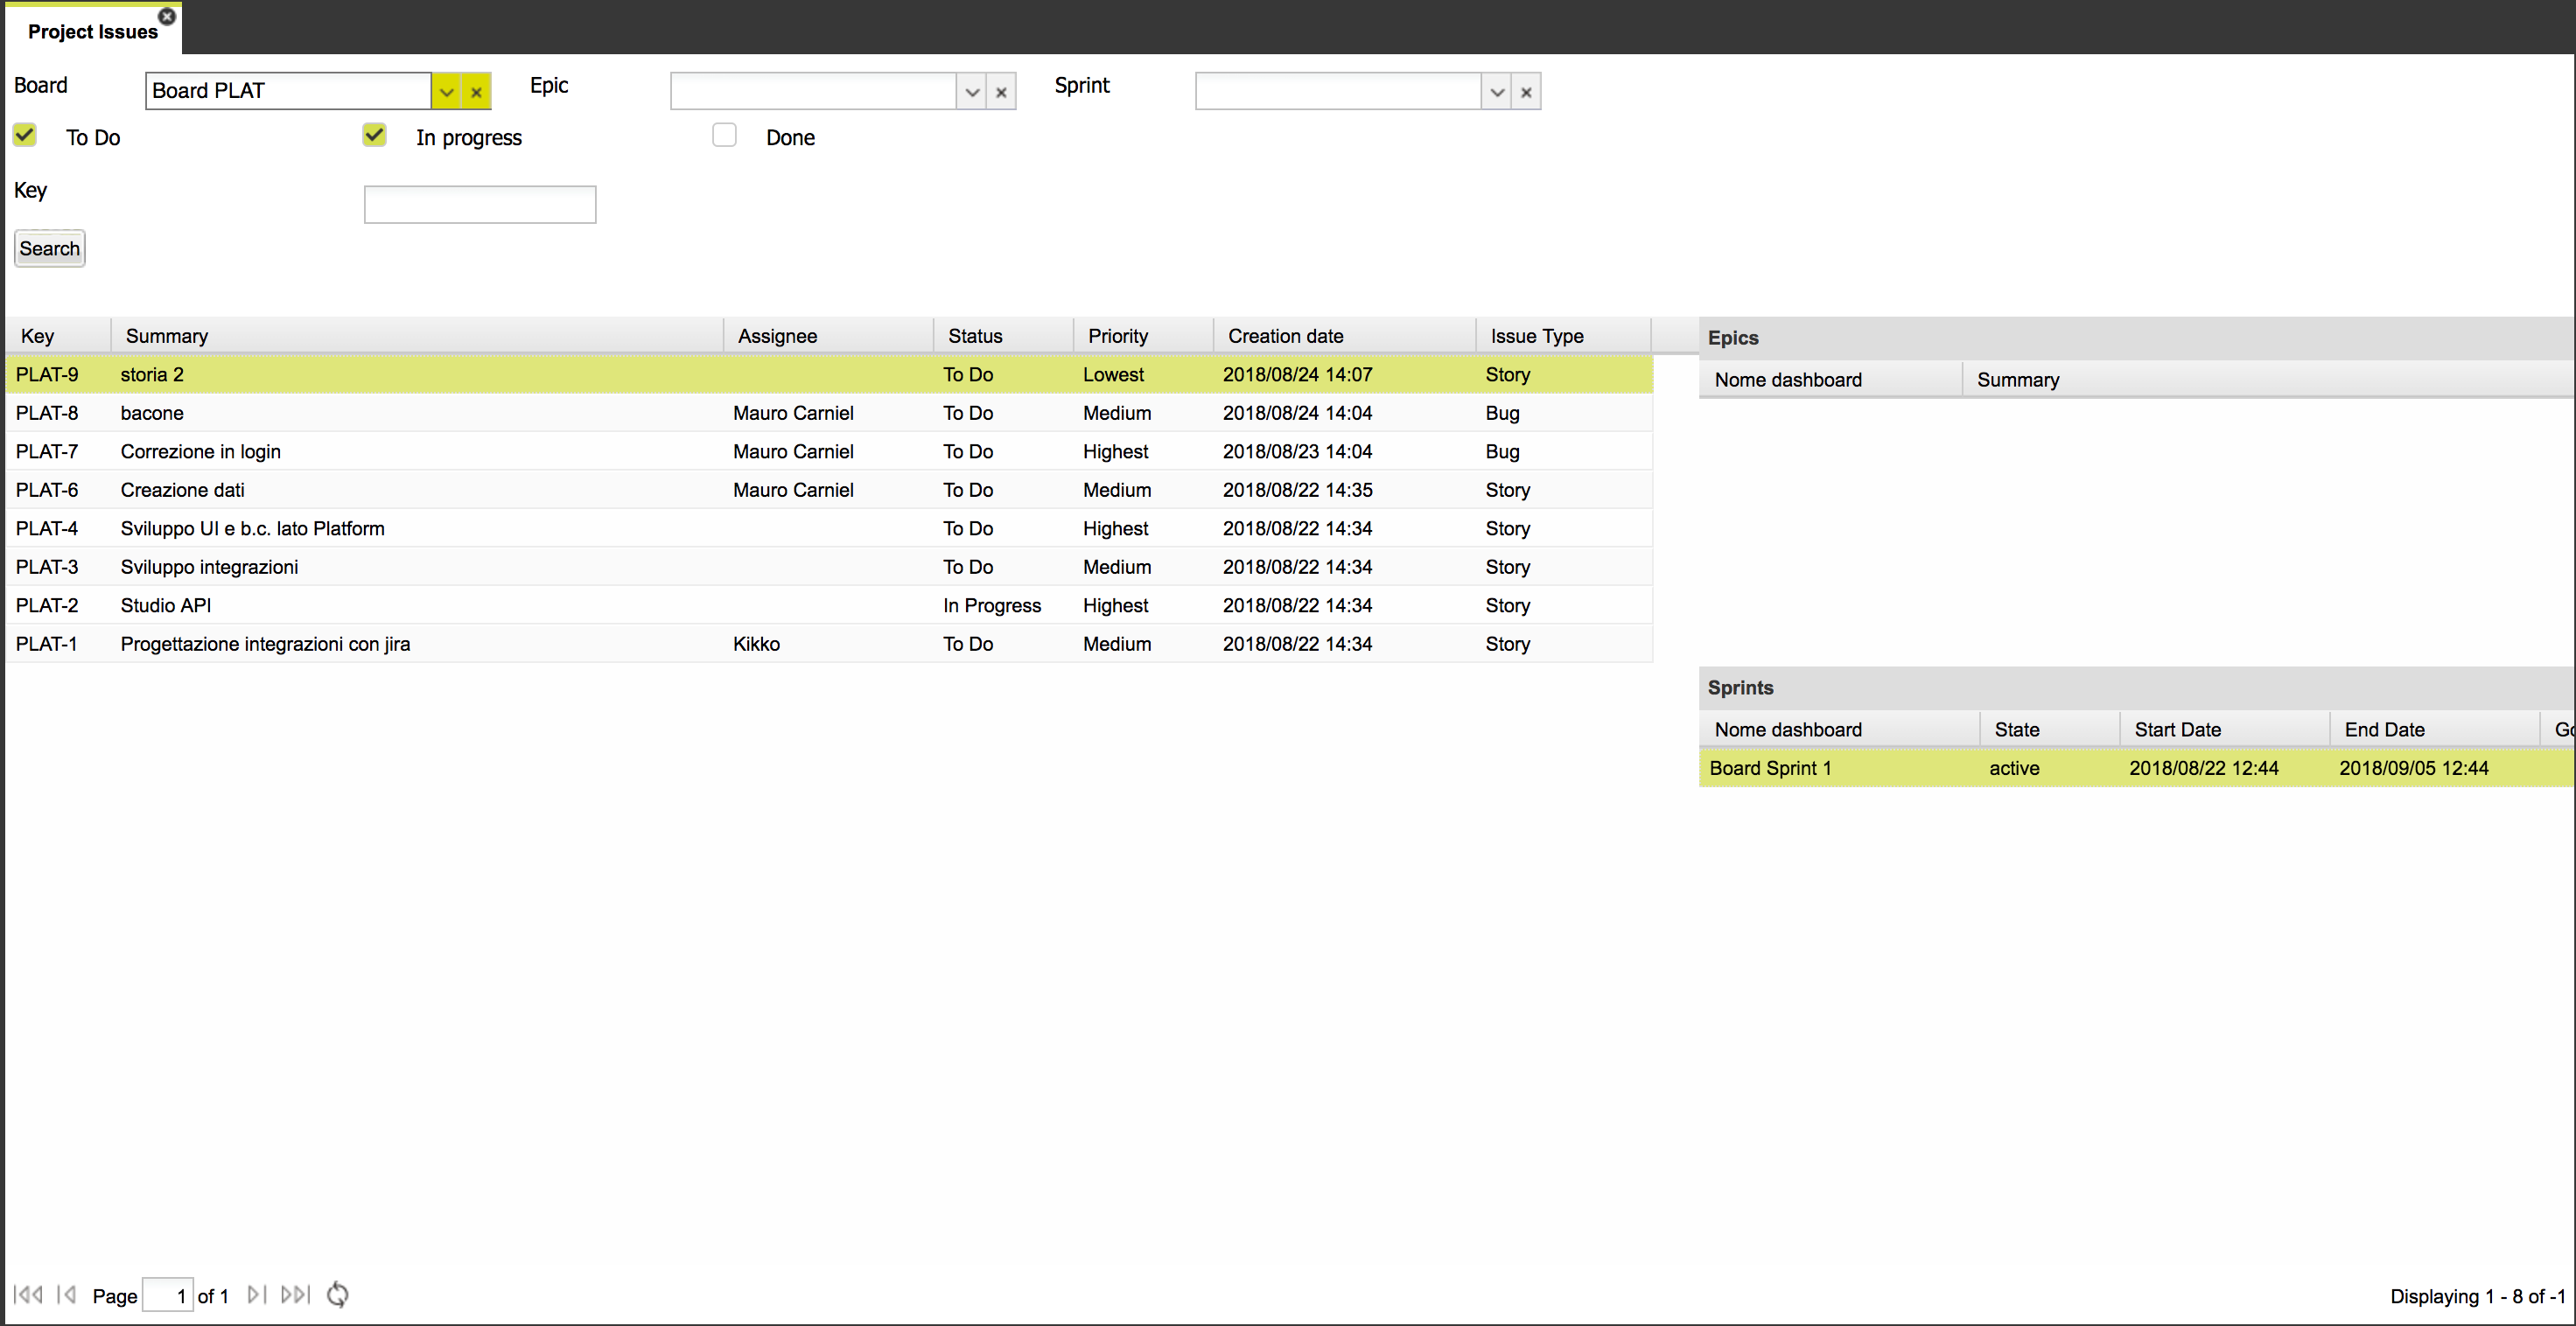 Project Issues
Board Board PLAT Epic Sprint
To Do In progress Done
Key
Search
Key Summary Assignee Status Priority Creation date Issue Type
PLAT-9 storia 2 To Do Lowest 2018/08/24 14:07 Story
PLAT-8 bacone Mauro Carniel To Do Medium 2018/08/24 14:04 Bug
PLAT-7 Correzione in login Mauro Carniel To Do Highest 2018/08/23 14:04 Bug
PLAT-6 Creazione dati Mauro Carniel To Do Medium 2018/08/22 14:35 Story
PLAT-4 Sviluppo UI e b.c. lato Platform To Do Highest 2018/08/22 14:34 Story
PLAT-3 Sviluppo integrazioni To Do Medium 2018/08/22 14:34 Story
PLAT-2 Studio API In Progress Highest 2018/08/22 14:34 Story
PLAT-1 Progettazione integrazioni con jira Kikko To Do Medium 2018/08/22 14:34 Story
Epics
Nome dashboard Summary
Sprints
Nome dashboard State Start Date End Date
Board Sprint 1 active 2018/08/22 12:44 2018/09/05 12:44
Page 1 of 1
Displaying 1 - 8 of -1